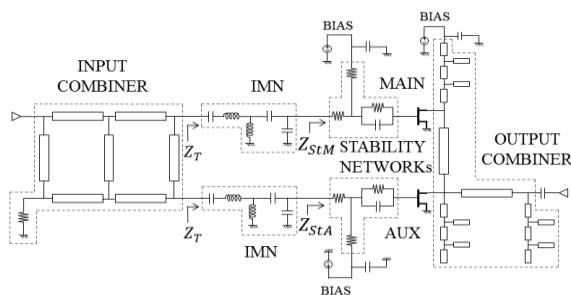 BIAS
BIAS
INPUT
COMBINER
IMN
MAIN
Z_T
Z_StM
STABILITY
NETWORKs
OUTPUT
COMBINER
Z_T
Z_StA
IMN
AUX
BIAS